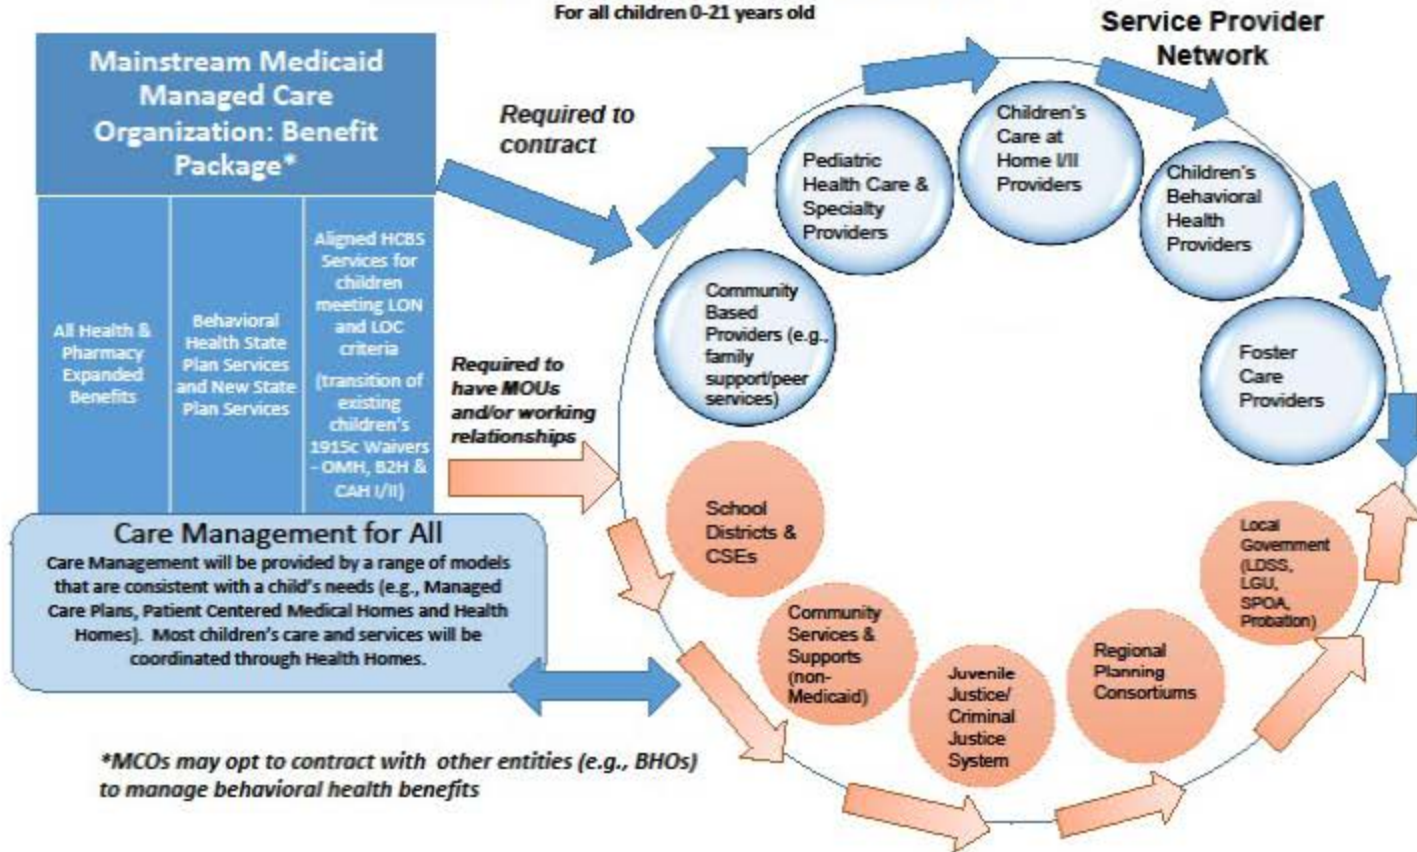 For all children 0-21 years old
Service Provider
Network
Mainstream Medicaid
Managed Care
Organization: Benefit
Package*
All Health &
Pharmacy
Expanded
Benefits
Behavioral
Health State
Plan Services
and New State
Plan Services
Aligned HCBS
Services for
children
meeting LON
and LOC
criteria
(transition of
existing
children's
1915c Waivers
- OMH, B2H &
CAH I/II)
Required to
contract
Required to
have MOUs
and/or working
relationships
Community
Based
Providers (e.g.,
family
support/peer
services)
Pediatric
Health Care &
Specialty
Providers
Children's
Care at
Home I/II
Providers
Children's
Behavioral
Health
Providers
Foster
Care
Providers
School
Districts &
CSEs
Community
Services &
Supports
(non-
Medicaid)
Juvenile
Justice/
Criminal
Justice
System
Regional
Planning
Consortiums
Local
Government
(LDSS,
LGU,
SPOA,
Probation)
Care Management for All
Care Management will be provided by a range of models
that are consistent with a child's needs (e.g., Managed
Care Plans, Patient Centered Medical Homes and Health
Homes). Most children's care and services will be
coordinated through Health Homes.
*MCOs may opt to contract with other entities (e.g., BHOs)
to manage behavioral health benefits